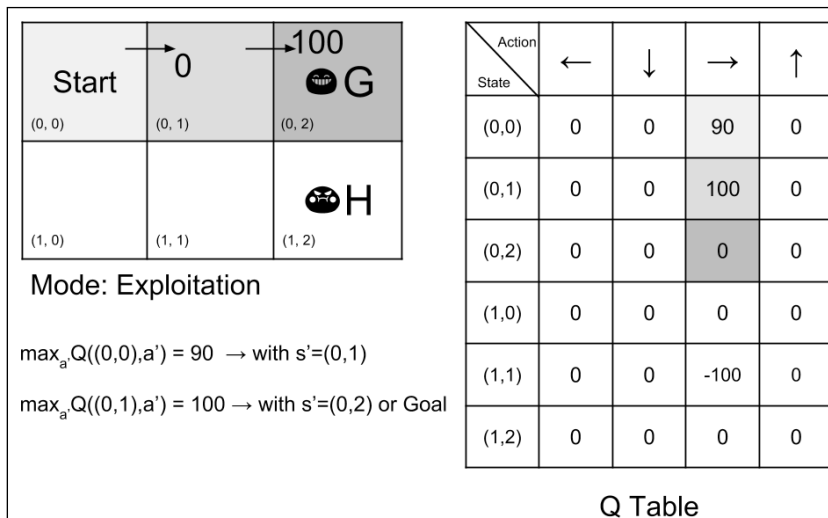 100
0
Start
G
(0, 0) (0, 1) (0, 2)
H
(1, 0) (1, 1) (1, 2)
Mode: Exploitation
maxa'Q((0,0),a') = 90 → with s'=(0,1)
maxa'Q((0,1),a') = 100 → with s'=(0,2) or Goal
Action
State
← ↓ → ↑
(0,0) 0 0 90 0
(0,1) 0 0 100 0
(0,2) 0 0 0 0
(1,0) 0 0 0 0
(1,1) 0 0 -100 0
(1,2) 0 0 0 0
Q Table